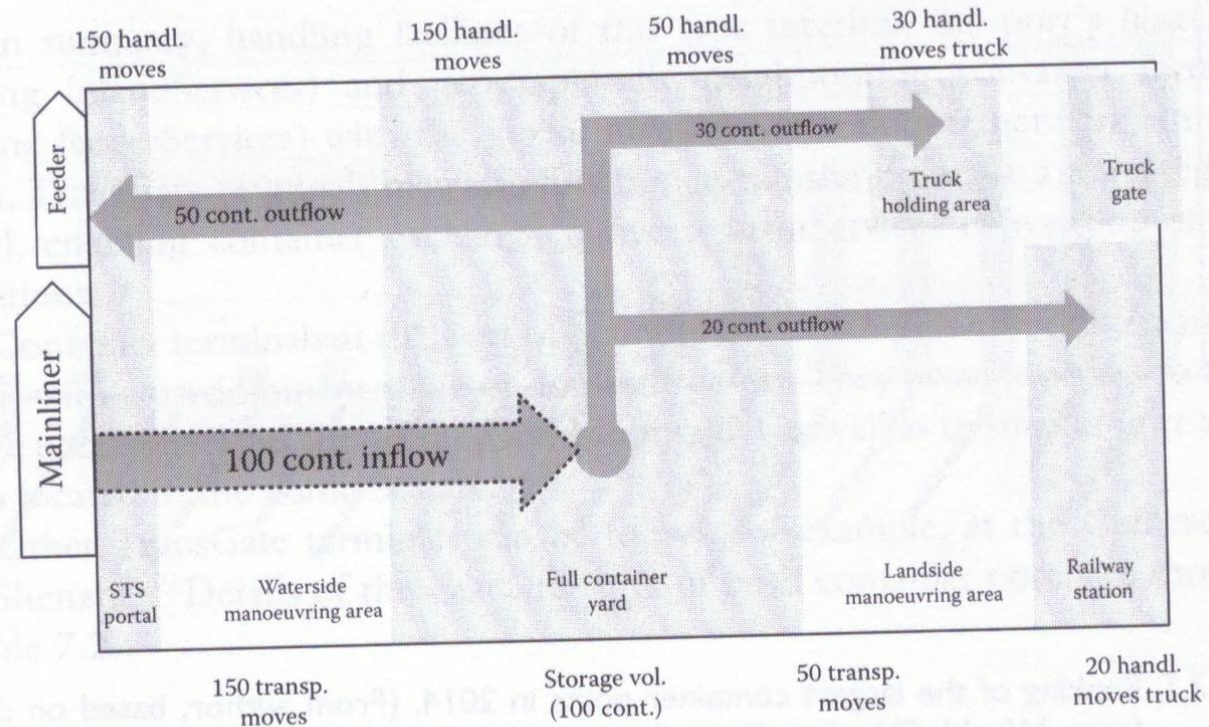 150 handl.
moves
150 handl.
moves
50 handl.
moves
30 handl.
moves truck
Feeder
30 cont. outflow
Truck
holding area
Truck
gate
50 cont. outflow
20 cont. outflow
Mainliner
100 cont. inflow
STS
portal
Waterside
manoeuvring area
Full container
yard
Landside
manoeuvring area
Railway
station
150 transp.
moves
Storage vol.
(100 cont.)
50 transp.
moves
20 handl.
moves truck